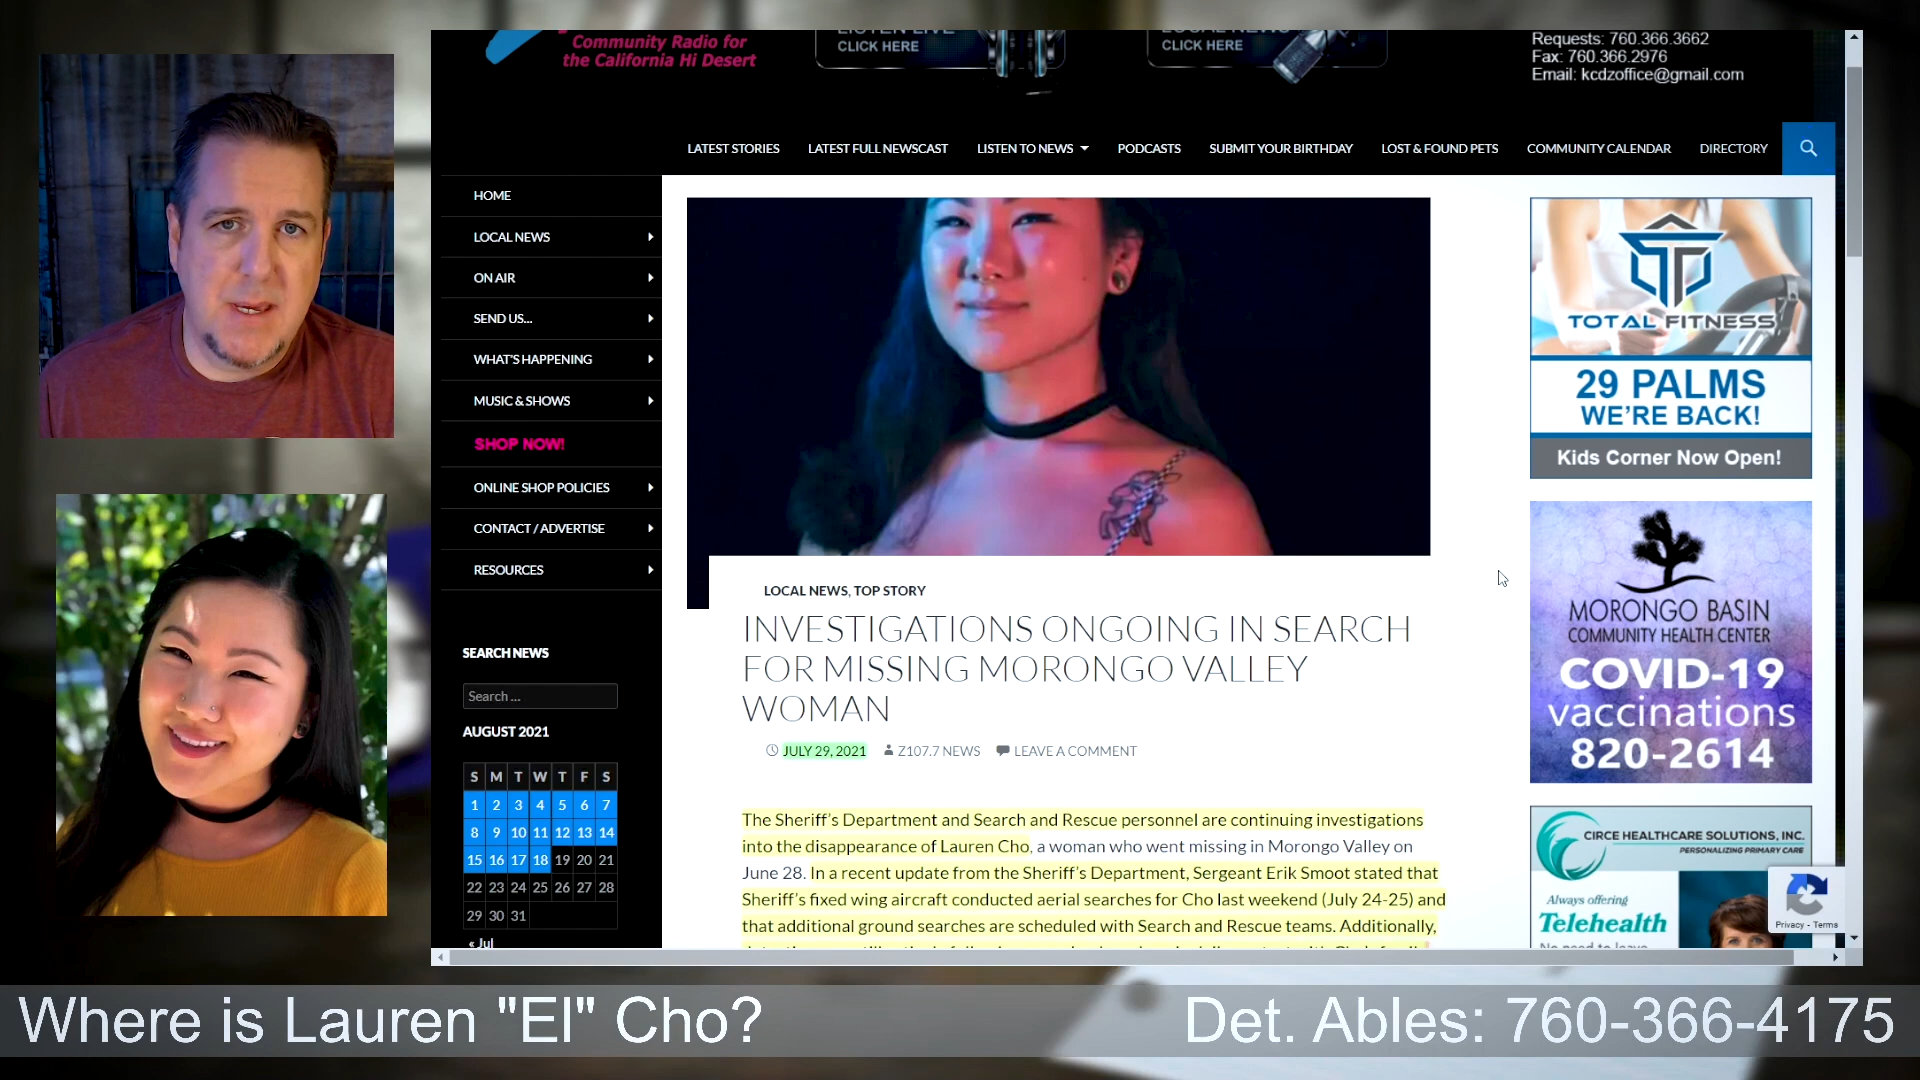 Community Radio for
the California Hi Desert
LISTEN LIVE
CLICK HERE
LOCAL NEWS
CLICK HERE
Requests: 760.366.3662
Fax: 760.366.2976
Email: kcdzoffice@gmail.com
LATEST STORIES
LATEST FULL NEWSCAST
LISTEN TO NEWS
PODCASTS
SUBMIT YOUR BIRTHDAY
LOST & FOUND PETS
COMMUNITY CALENDAR
DIRECTORY
HOME
LOCAL NEWS
ON AIR
SEND US...
WHAT'S HAPPENING
MUSIC & SHOWS
SHOP NOW!
ONLINE SHOP POLICIES
CONTACT / ADVERTISE
RESOURCES
SEARCH NEWS
Search ...
AUGUST 2021
S M T W T F S
1 2 3 4 5 6 7
8 9 10 11 12 13 14
15 16 17 18 19 20 21
22 23 24 25 26 27 28
29 30 31
« Jul
LOCAL NEWS, TOP STORY
INVESTIGATIONS ONGOING IN SEARCH
FOR MISSING MORONGO VALLEY
WOMAN
JULY 29, 2021 Z107.7 NEWS LEAVE A COMMENT
The Sheriff's Department and Search and Rescue personnel are continuing investigations
into the disappearance of Lauren Cho, a woman who went missing in Morongo Valley on
June 28. In a recent update from the Sheriff's Department, Sergeant Erik Smoot stated that
Sheriff's fixed wing aircraft conducted aerial searches for Cho last weekend (July 24-25) and
that additional ground searches are scheduled with Search and Rescue teams. Additionally,
TOTAL FITNESS
29 PALMS
WE'RE BACK!
Kids Corner Now Open!
MORONGO BASIN
COMMUNITY HEALTH CENTER
COVID-19
vaccinations
820-2614
CIRCE HEALTHCARE SOLUTIONS, INC.
PERSONALIZING PRIMARY CARE
Always offering
Telehealth
No need to leave
Privacy - Terms
Where is Lauren "El" Cho?
Det. Ables: 760-366-4175